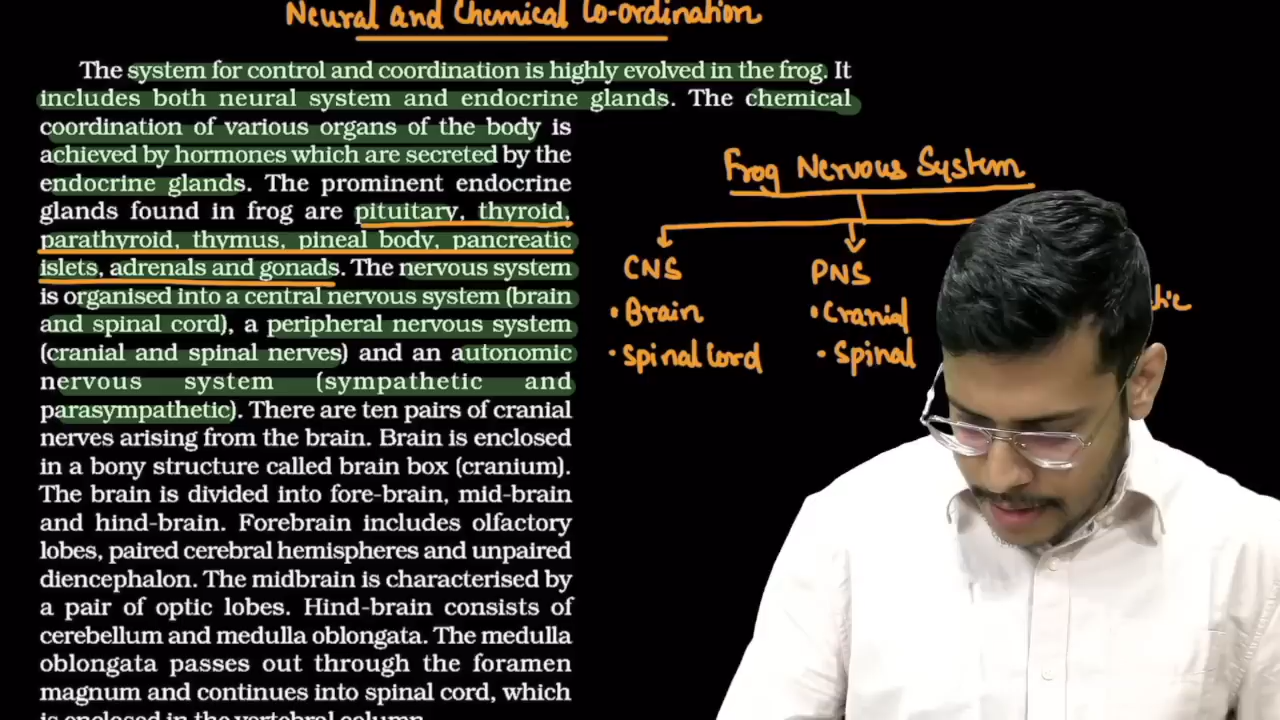 Neural and Chemical Co-ordination
The system for control and coordination is highly evolved in the frog. It
includes both neural system and endocrine glands. The chemical
coordination of various organs of the body is
achieved by hormones which are secreted by the
endocrine glands. The prominent endocrine
glands found in frog are pituitary, thyroid,
parathyroid, thymus, pineal body, pancreatic
islets, adrenals and gonads. The nervous system
is organised into a central nervous system (brain
and spinal cord), a peripheral nervous system
(cranial and spinal nerves) and an autonomic
nervous system (sympathetic and
parasympathetic). There are ten pairs of cranial
nerves arising from the brain. Brain is enclosed
in a bony structure called brain box (cranium).
The brain is divided into fore-brain, mid-brain
and hind-brain. Forebrain includes olfactory
lobes, paired cerebral hemispheres and unpaired
diencephalon. The midbrain is characterised by
a pair of optic lobes. Hind-brain consists of
cerebellum and medulla oblongata. The medulla
oblongata passes out through the foramen
magnum and continues into spinal cord, which
is enclosed in the vertebral column.
Frog Nervous System
CNS
• Brain
• Spinal Cord
PNS
• Cranial
• Spinal